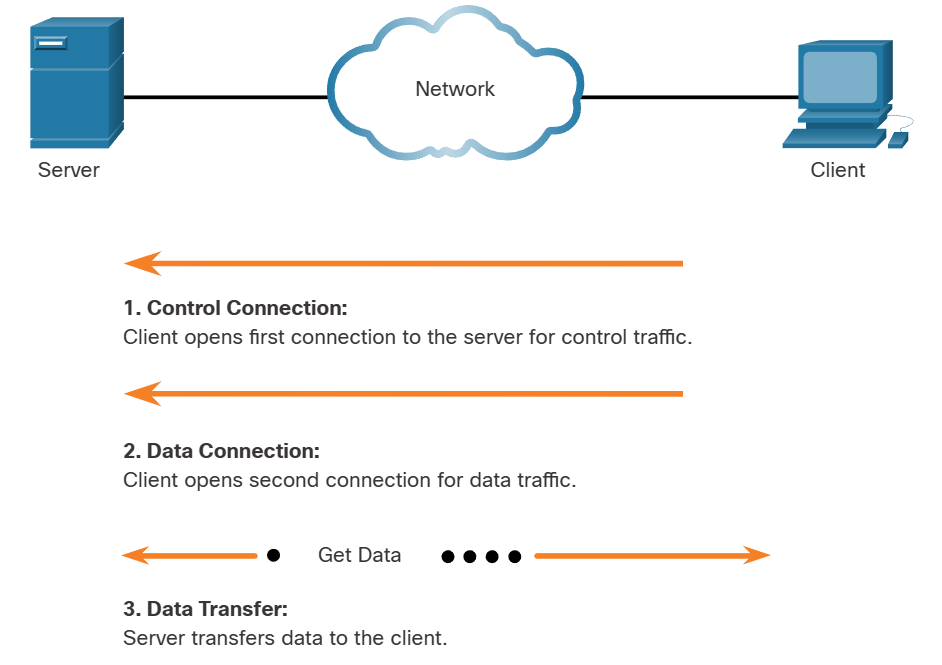 Network
Server
Client
1. Control Connection:
Client opens first connection to the server for control traffic.
2. Data Connection:
Client opens second connection for data traffic.
Get Data
3. Data Transfer:
Server transfers data to the client.